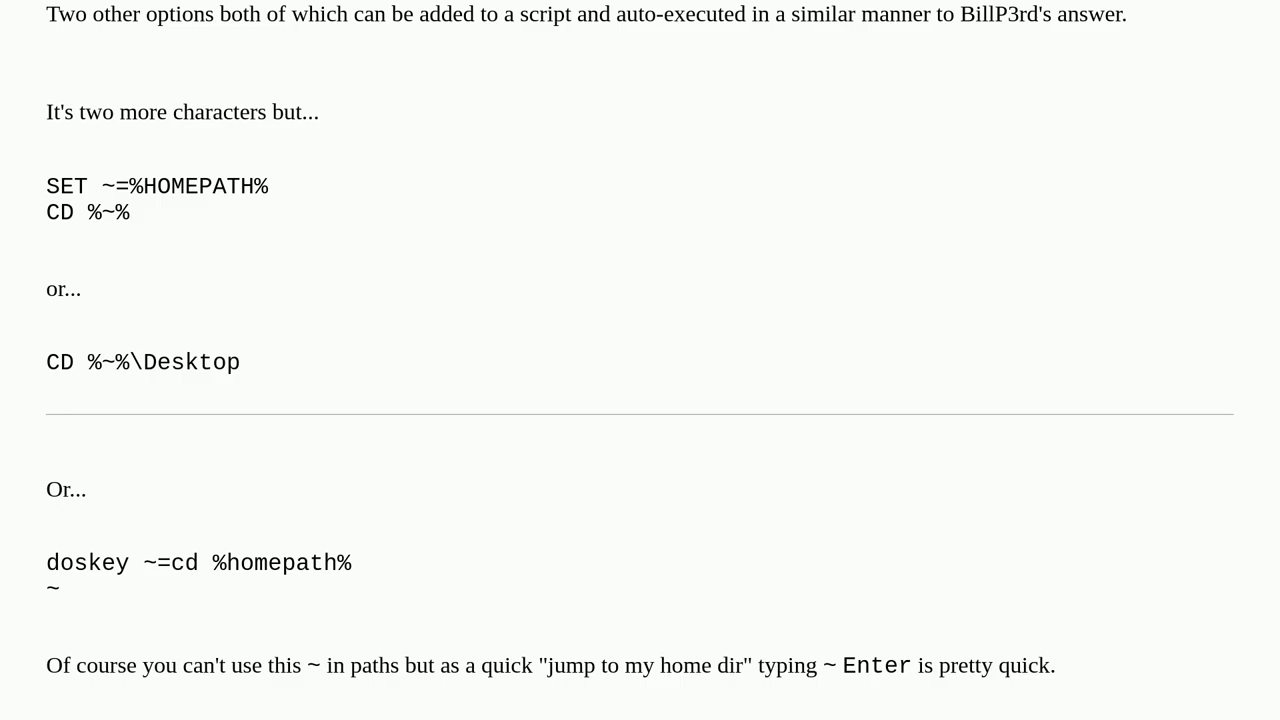 Two other options both of which can be added to a script and auto-executed in a similar manner to BillP3rd's answer.
It's two more characters but...
SET ~=%HOMEPATH%
CD %~%
or...
CD %~%\Desktop
Or...
doskey ~=cd %homepath%
~
Of course you can't use this ~ in paths but as a quick "jump to my home dir" typing ~ Enter is pretty quick.